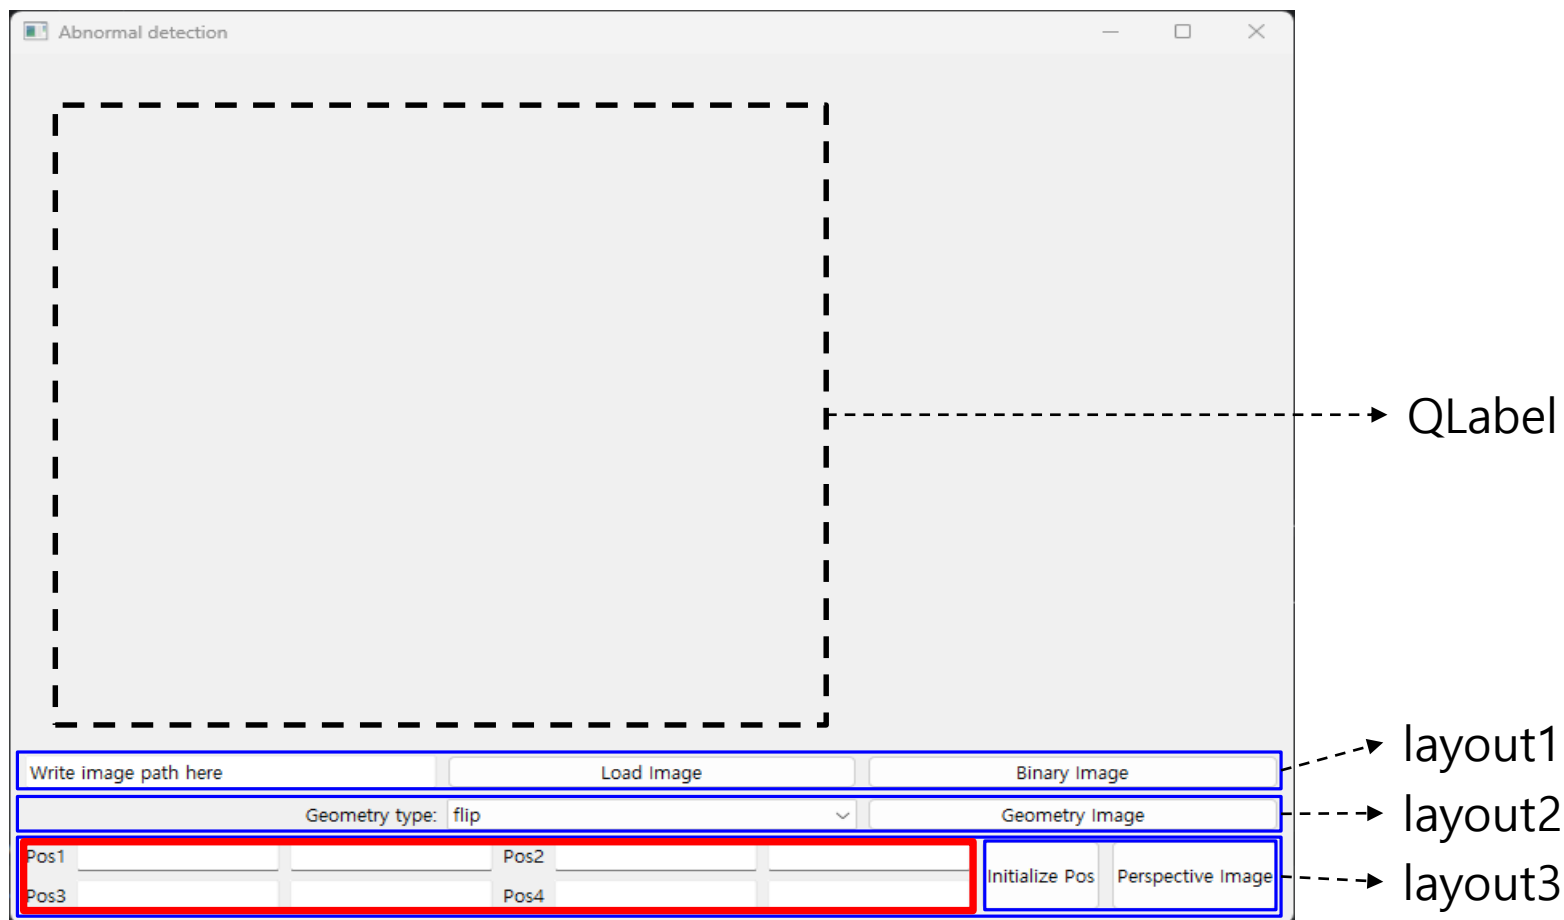 Abnormal detection
QLabel
Write image path here Load Image Binary Image
layout1
Geometry type: flip Geometry Image
layout2
Pos1 Pos2
Initialize Pos Perspective Image
layout3
Pos3 Pos4